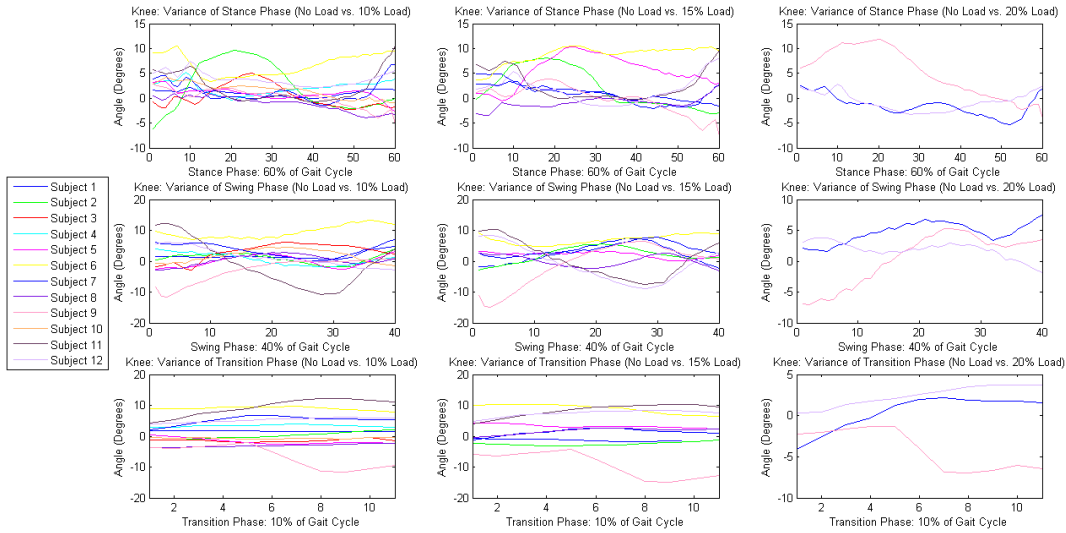 Knee: Variance of Stance Phase (No Load vs. 10% Load)
Knee: Variance of Stance Phase (No Load vs. 15% Load)
Knee: Variance of Stance Phase (No Load vs. 20% Load)
Angle (Degrees)
15
10
5
0
-5
-10
0 10 20 30 40 50 60
Stance Phase: 60% of Gait Cycle
Angle (Degrees)
15
10
5
0
-5
-10
0 10 20 30 40 50 60
Stance Phase: 60% of Gait Cycle
Angle (Degrees)
15
10
5
0
-5
-10
0 10 20 30 40 50 60
Stance Phase: 60% of Gait Cycle
Subject 1
Subject 2
Subject 3
Subject 4
Subject 5
Subject 6
Subject 7
Subject 8
Subject 9
Subject 10
Subject 11
Subject 12
Knee: Variance of Swing Phase (No Load vs. 10% Load)
Knee: Variance of Swing Phase (No Load vs. 15% Load)
Knee: Variance of Swing Phase (No Load vs. 20% Load)
Angle (Degrees)
20
10
0
-10
-20
0 10 20 30 40
Swing Phase: 40% of Gait Cycle
Angle (Degrees)
20
10
0
-10
-20
0 10 20 30 40
Swing Phase: 40% of Gait Cycle
Angle (Degrees)
10
5
0
-5
-10
0 10 20 30 40
Swing Phase: 40% of Gait Cycle
Knee: Variance of Transition Phase (No Load vs. 10% Load)
Knee: Variance of Transition Phase (No Load vs. 15% Load)
Knee: Variance of Transition Phase (No Load vs. 20% Load)
Angle (Degrees)
20
10
0
-10
-20
2 4 6 8 10
Transition Phase: 10% of Gait Cycle
Angle (Degrees)
20
10
0
-10
-20
2 4 6 8 10
Transition Phase: 10% of Gait Cycle
Angle (Degrees)
5
0
-5
-10
2 4 6 8 10
Transition Phase: 10% of Gait Cycle